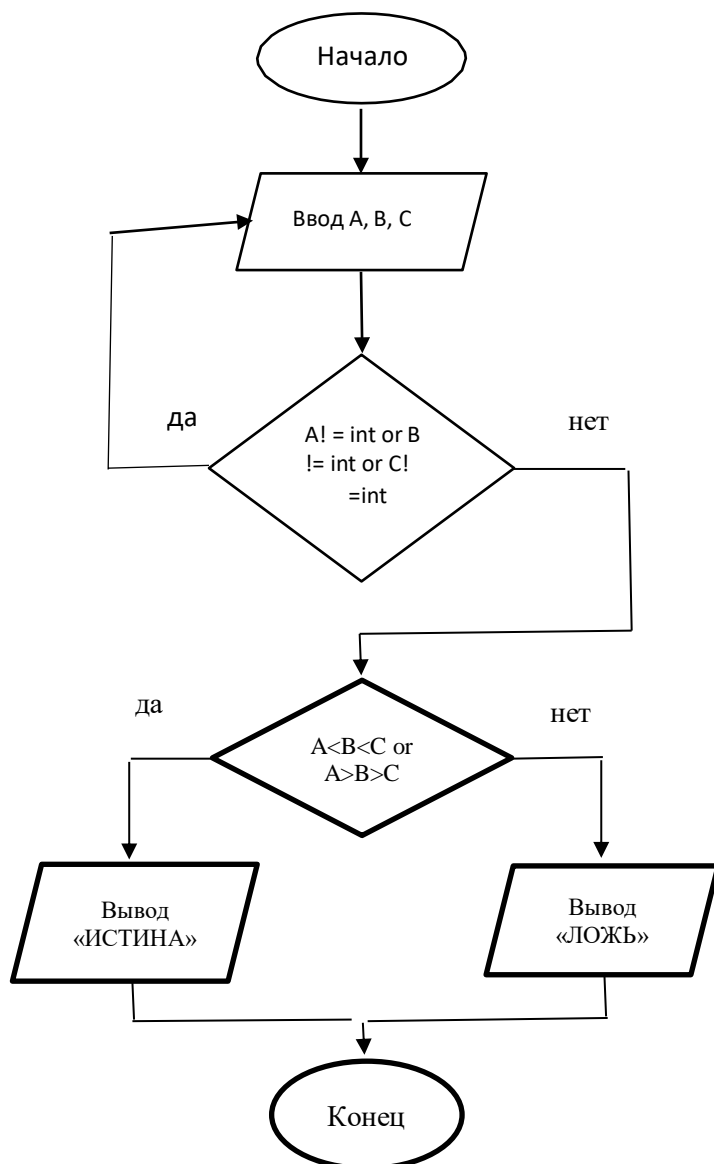 Начало
Ввод A, B, C
да
нет
A! = int or B
!= int or C!
=int
да
нет
A<B<C or
A>B>C
Вывод
«ИСТИНА»
Вывод
«ЛОЖЬ»
Конец